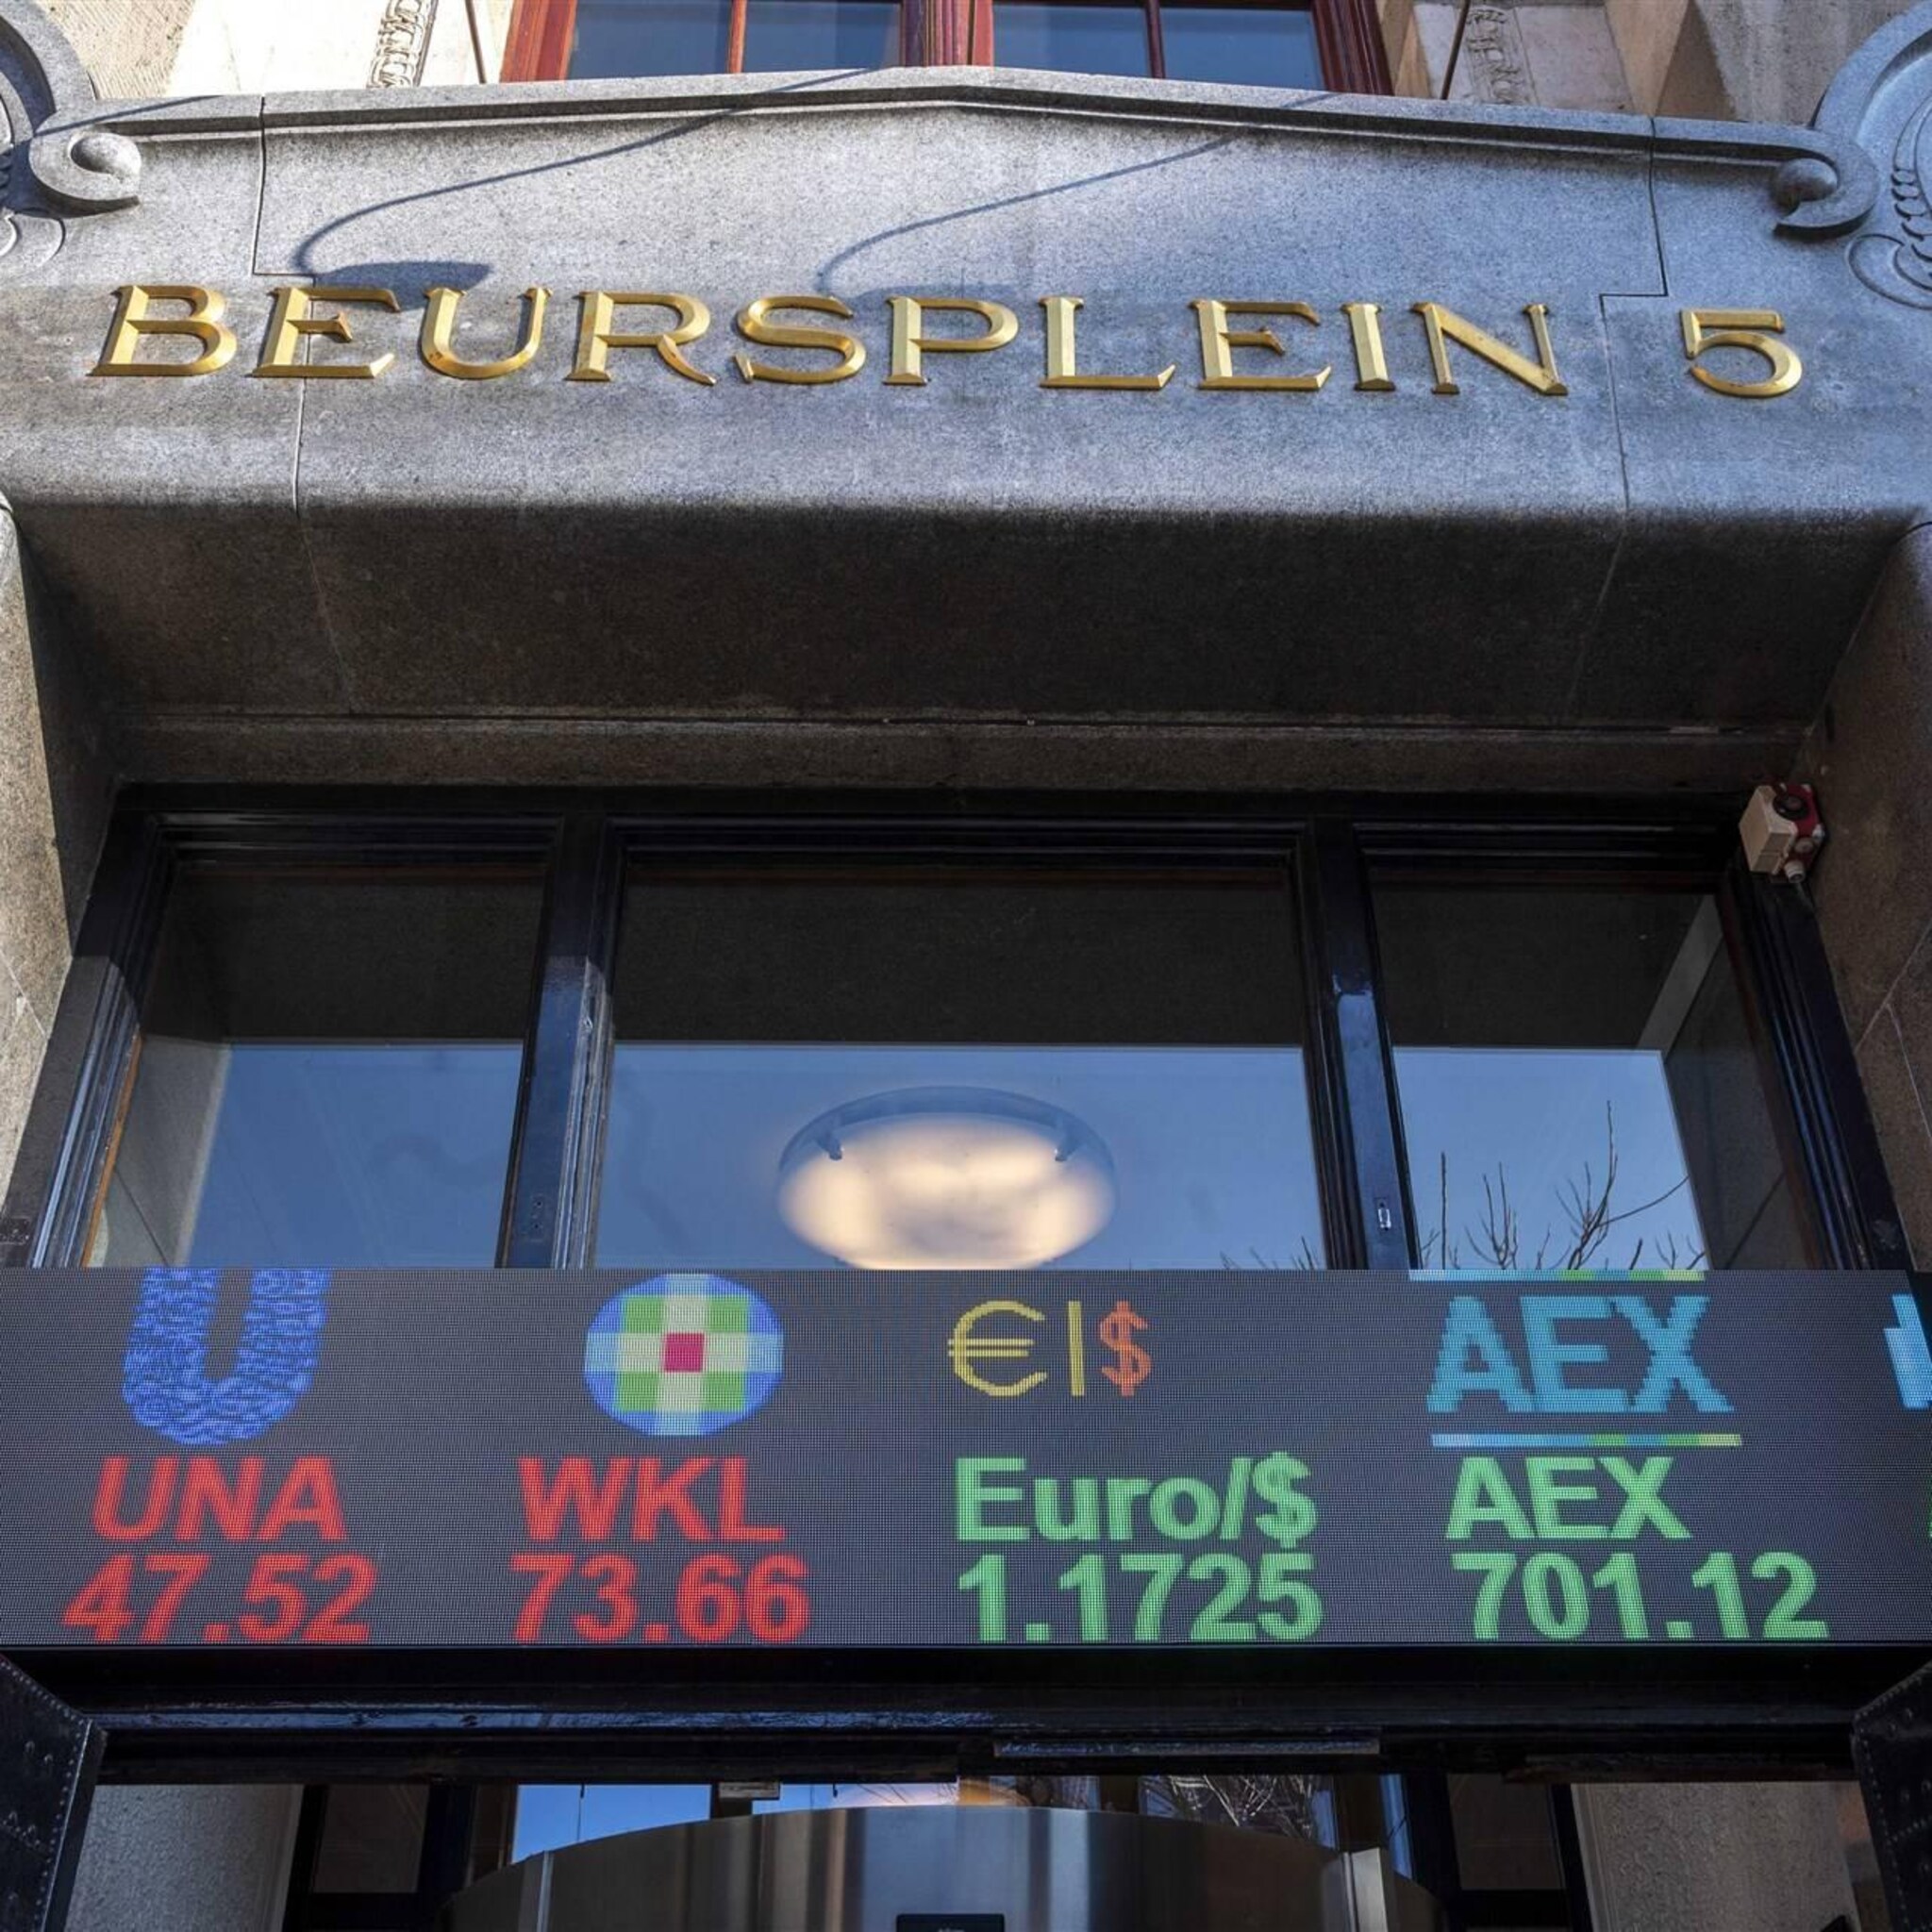 BEURSPLEIN 5
U €|$ AEX
UNA WKL Euro/$ AEX
47.52 73.66 1.1725 701.12